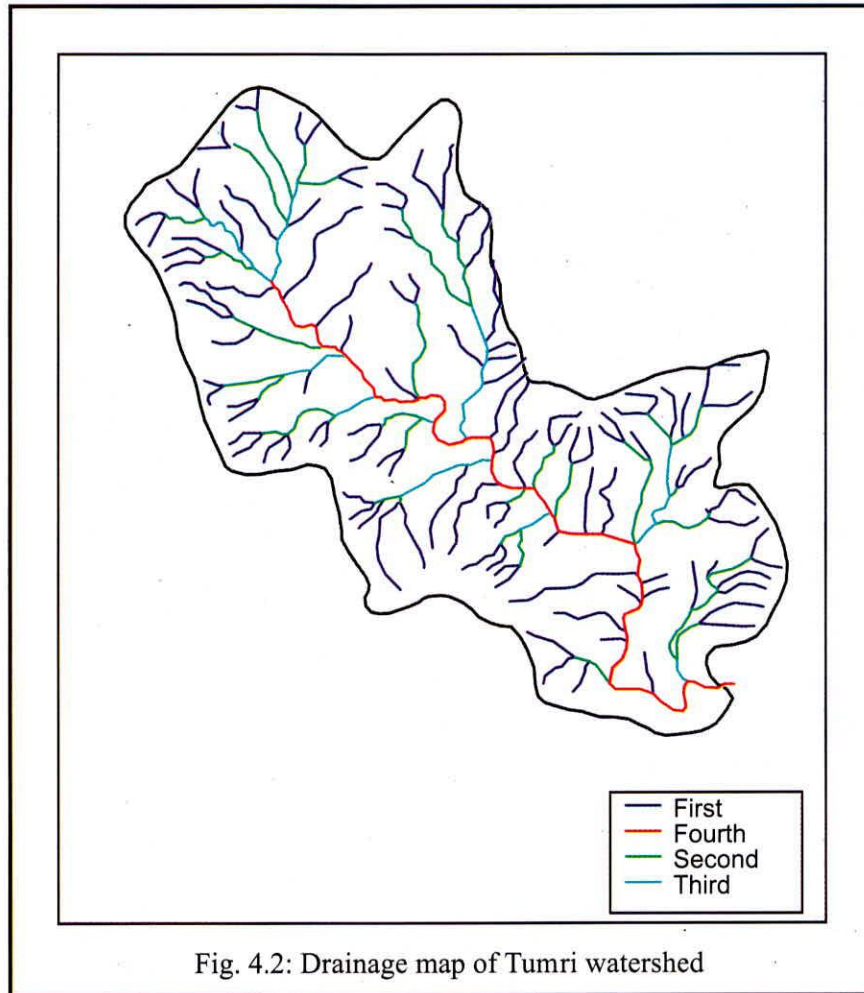 First
Fourth
Second
Third
Fig. 4.2: Drainage map of Tumri watershed